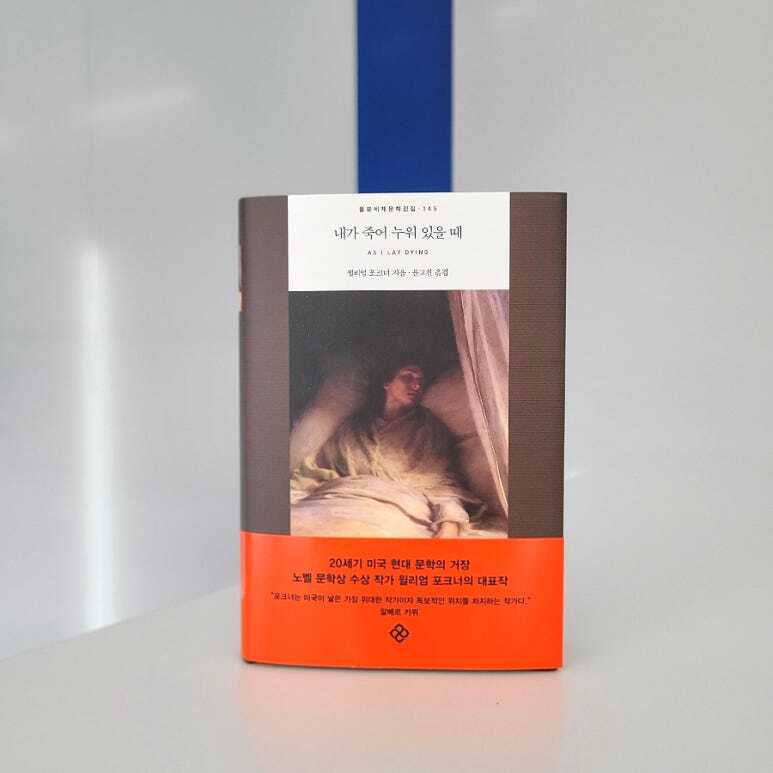 을유세계문학전집·145
내가 죽어 누워 있을 때
AS I LAY DYING
윌리엄 포크너 지음·윤교찬 옮김
20세기 미국 현대 문학의 거장
노벨 문학상 수상 작가 윌리엄 포크너의 대표작
"포크너는 미국이 낳은 가장 위대한 작가이자 독보적인 위치를 차지하는 작가다."
알베르 카뮈